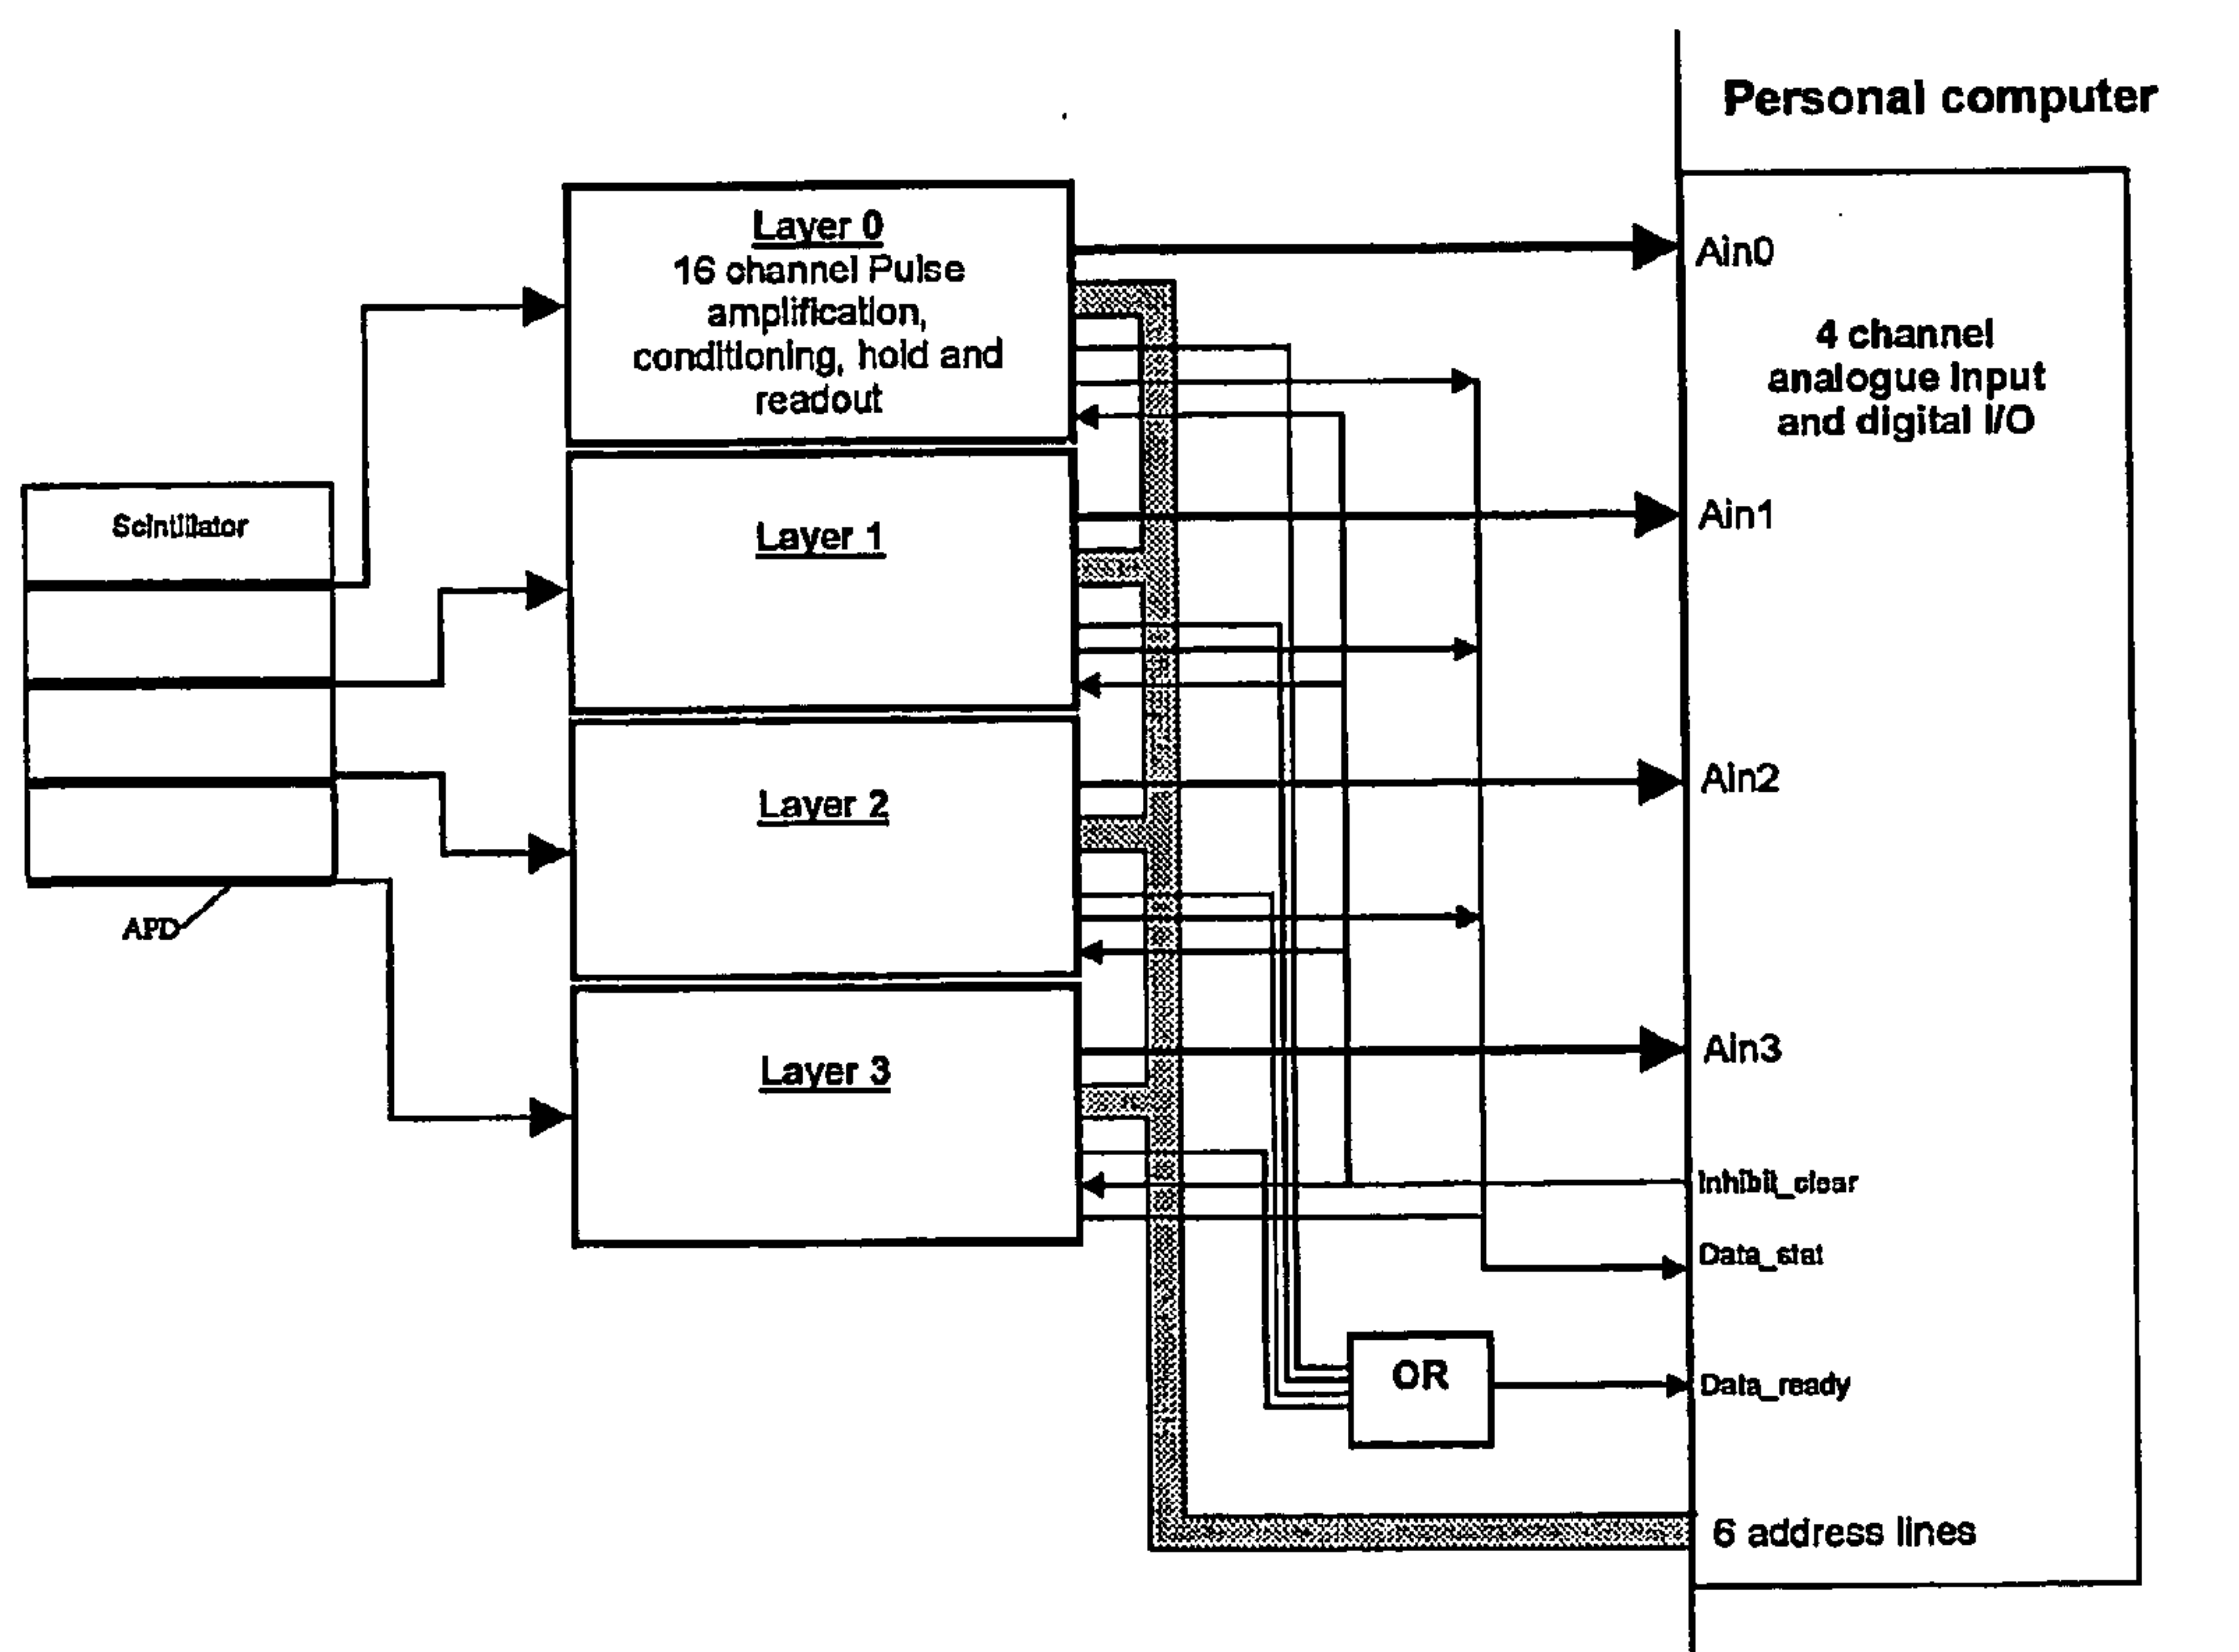 Personal computer
Layer 0
16 channel Pulse
amplification,
conditioning, hold and
readout
Ain0
4 channel
analogue input
and digital I/O
Scintillator
Layer 1
Ain1
Layer 2
Ain2
APD
Layer 3
Ain3
Inhibit_clear
Data_stat
OR
Data_ready
6 address lines